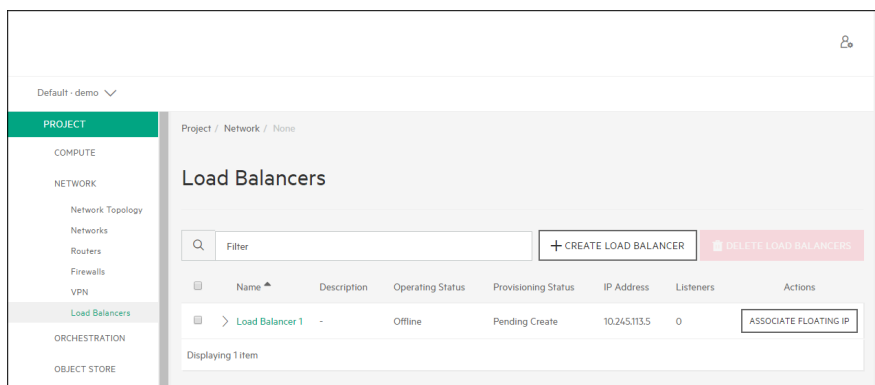 Default - demo
PROJECT
COMPUTE
NETWORK
Network Topology
Networks
Routers
Firewalls
VPN
Load Balancers
ORCHESTRATION
OBJECT STORE
Project / Network / None
Load Balancers
Filter
+ CREATE LOAD BALANCER
DELETE LOAD BALANCERS
Name Description Operating Status Provisioning Status IP Address Listeners Actions
Load Balancer 1 - Offline Pending Create 10.245.113.5 0 ASSOCIATE FLOATING IP
Displaying 1 item